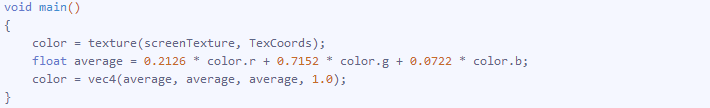 void main()
{
    color = texture(screenTexture, TexCoords);
    float average = 0.2126 * color.r + 0.7152 * color.g + 0.0722 * color.b;
    color = vec4(average, average, average, 1.0);
}